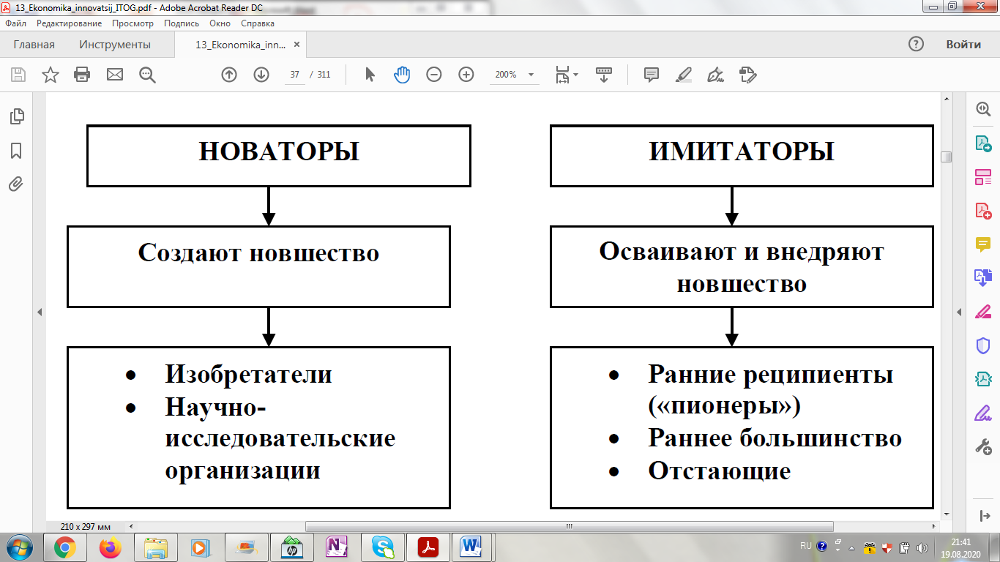 13_Ekonomika_innovatsij_ITOG.pdf - Adobe Acrobat Reader DC
Файл Редактирование Просмотр Подпись Окно Справка
Главная Инструменты 13_Ekonomika_inn... Войти
37 / 311 200%
НОВАТОРЫ
Создают новшество
• Изобретатели
• Научно-
исследовательские
организации
ИМИТАТОРЫ
Осваивают и внедряют
новшество
• Ранние реципиенты
(«пионеры»)
• Раннее большинство
• Отстающие
210 x 297 мм
RU 21:41
19.08.2020